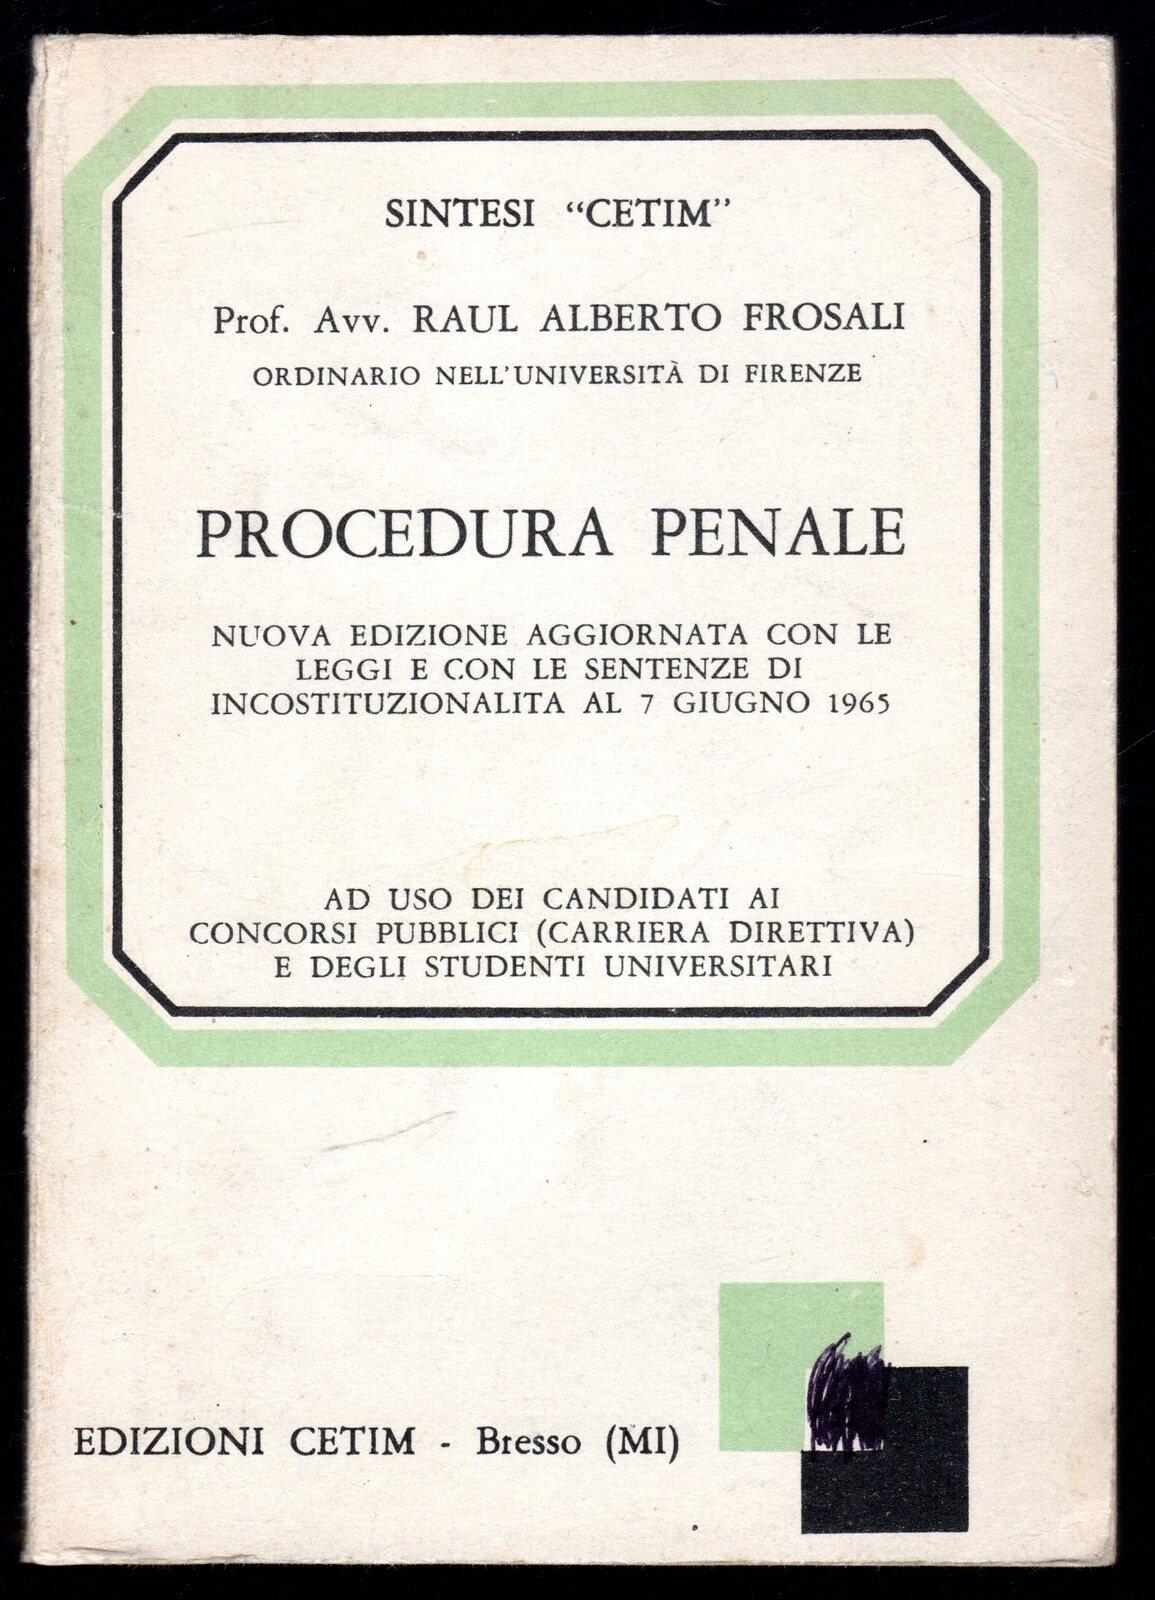 SINTESI “CETIM”
Prof. Avv. RAUL ALBERTO FROSALI
ORDINARIO NELL'UNIVERSITÀ DI FIRENZE
PROCEDURA PENALE
NUOVA EDIZIONE AGGIORNATA CON LE
LEGGI E CON LE SENTENZE DI
INCOSTITUZIONALITA AL 7 GIUGNO 1965
AD USO DEI CANDIDATI AI
CONCORSI PUBBLICI (CARRIERA DIRETTIVA)
E DEGLI STUDENTI UNIVERSITARI
EDIZIONI CETIM - Bresso (MI)